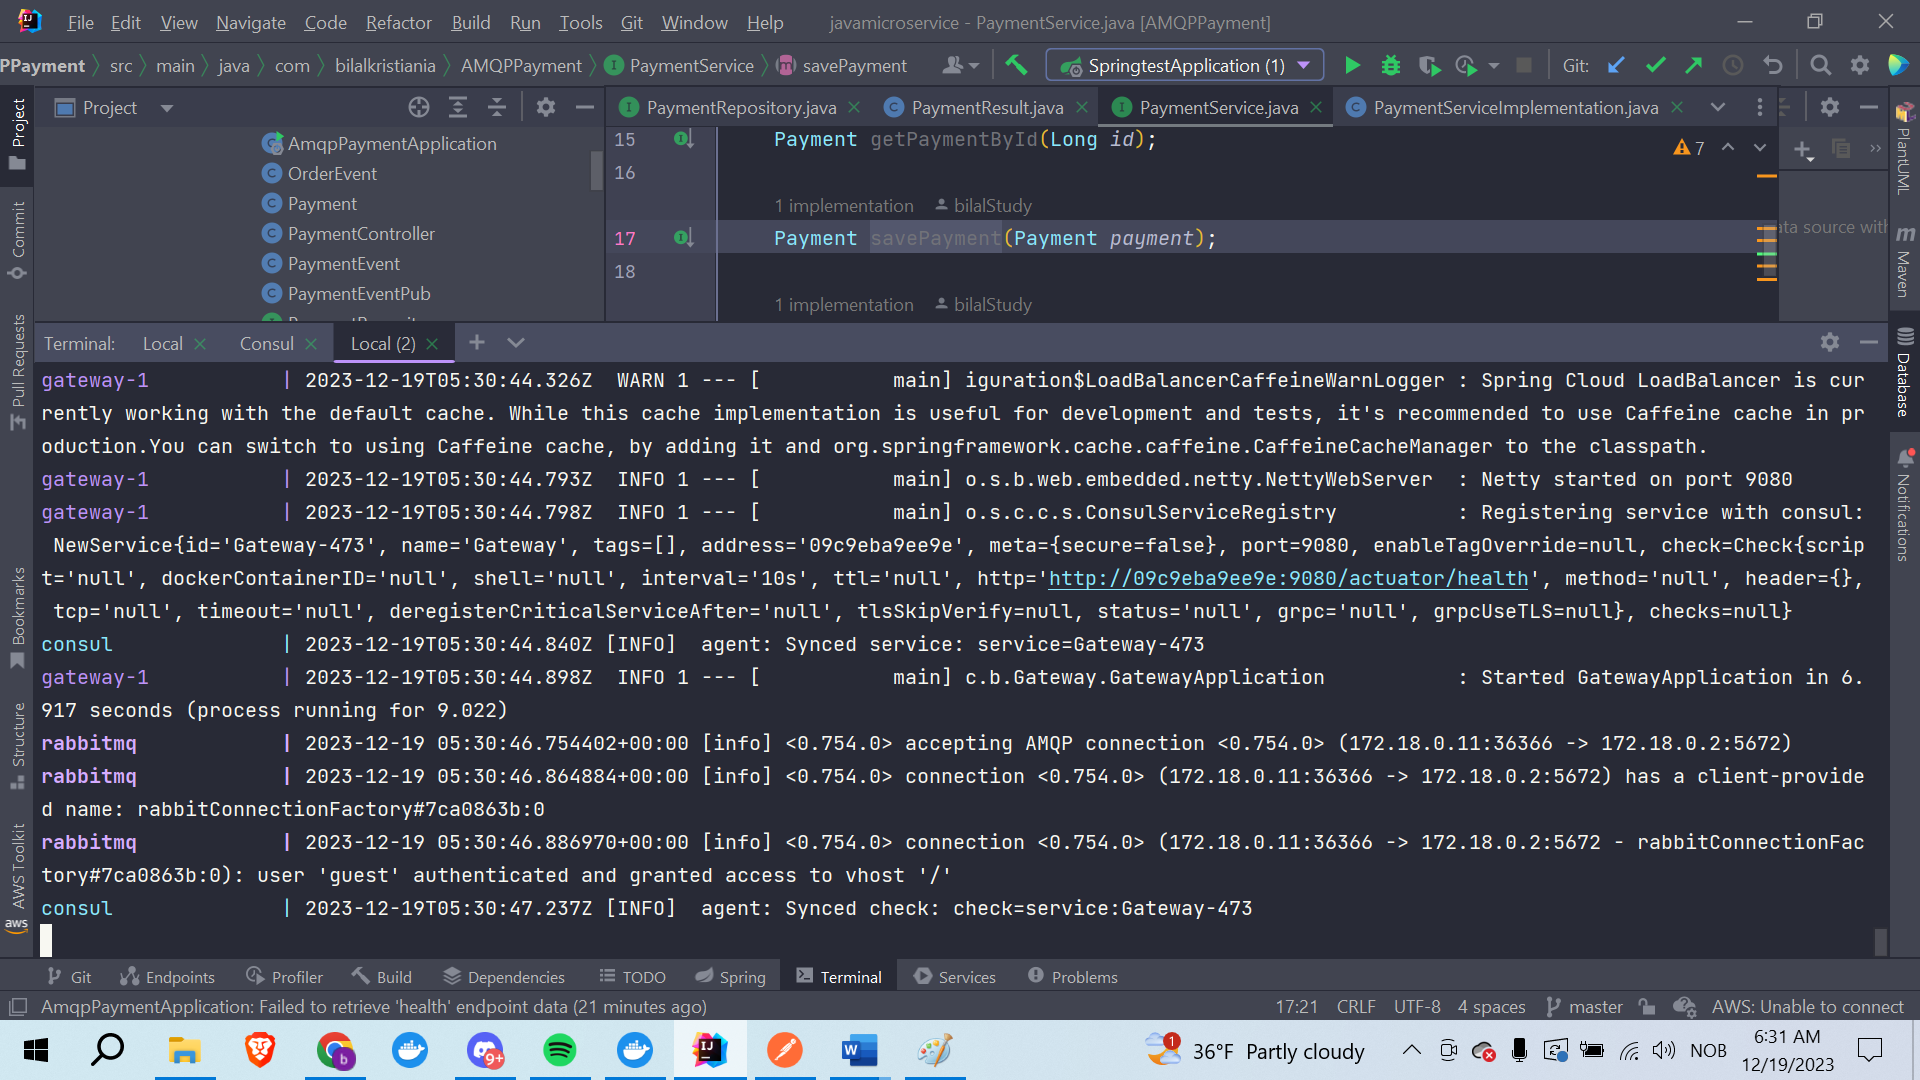 File Edit View Navigate Code Refactor Build Run Tools Git Window Help javamicroservice - PaymentService.java [AMQPPayment]
PPayment src main java com bilalkristiania AMQPPayment PaymentService savePayment SpringtestApplication (1) Git:
Project PaymentRepository.java PaymentResult.java PaymentService.java PaymentServiceImplementation.java
AmqpPaymentApplication
OrderEvent
Payment
PaymentController
PaymentEvent
PaymentEventPub
15 Payment getPaymentById(Long id);
16
1 implementation bilalStudy
17 Payment savePayment(Payment payment);
18
1 implementation bilalStudy
7
ata source with
Project
Commit
Pull Requests
Bookmarks
Structure
AWS Toolkit
aws
PlantUML
Maven
Database
Notifications
Terminal: Local Consul Local (2)
gateway-1 | 2023-12-19T05:30:44.326Z WARN 1 --- [ main] iguration$LoadBalancerCaffeineWarnLogger : Spring Cloud LoadBalancer is cur
rently working with the default cache. While this cache implementation is useful for development and tests, it's recommended to use Caffeine cache in pr
oduction.You can switch to using Caffeine cache, by adding it and org.springframework.cache.caffeine.CaffeineCacheManager to the classpath.
gateway-1 | 2023-12-19T05:30:44.793Z INFO 1 --- [ main] o.s.b.web.embedded.netty.NettyWebServer : Netty started on port 9080
gateway-1 | 2023-12-19T05:30:44.798Z INFO 1 --- [ main] o.s.c.c.s.ConsulServiceRegistry : Registering service with consul:
NewService{id='Gateway-473', name='Gateway', tags=[], address='09c9eba9ee9e', meta={secure=false}, port=9080, enableTagOverride=null, check=Check{scrip
t='null', dockerContainerID='null', shell='null', interval='10s', ttl='null', http='http://09c9eba9ee9e:9080/actuator/health', method='null', header={},
tcp='null', timeout='null', deregisterCriticalServiceAfter='null', tlsSkipVerify=null, status='null', grpc='null', grpcUseTLS=null}, checks=null}
consul | 2023-12-19T05:30:44.840Z [INFO] agent: Synced service: service=Gateway-473
gateway-1 | 2023-12-19T05:30:44.898Z INFO 1 --- [ main] c.b.Gateway.GatewayApplication : Started GatewayApplication in 6.
917 seconds (process running for 9.022)
rabbitmq | 2023-12-19 05:30:46.754402+00:00 [info] <0.754.0> accepting AMQP connection <0.754.0> (172.18.0.11:36366 -> 172.18.0.2:5672)
rabbitmq | 2023-12-19 05:30:46.864884+00:00 [info] <0.754.0> connection <0.754.0> (172.18.0.11:36366 -> 172.18.0.2:5672) has a client-provide
d name: rabbitConnectionFactory#7ca0863b:0
rabbitmq | 2023-12-19 05:30:46.886970+00:00 [info] <0.754.0> connection <0.754.0> (172.18.0.11:36366 -> 172.18.0.2:5672 - rabbitConnectionFac
tory#7ca0863b:0): user 'guest' authenticated and granted access to vhost '/'
consul | 2023-12-19T05:30:47.237Z [INFO] agent: Synced check: check=service:Gateway-473
Git Endpoints Profiler Build Dependencies TODO Spring Terminal Services Problems
AmqpPaymentApplication: Failed to retrieve 'health' endpoint data (21 minutes ago) 17:21 CRLF UTF-8 4 spaces master AWS: Unable to connect
9+ 1 36°F Partly cloudy NOB 6:31 AM
12/19/2023